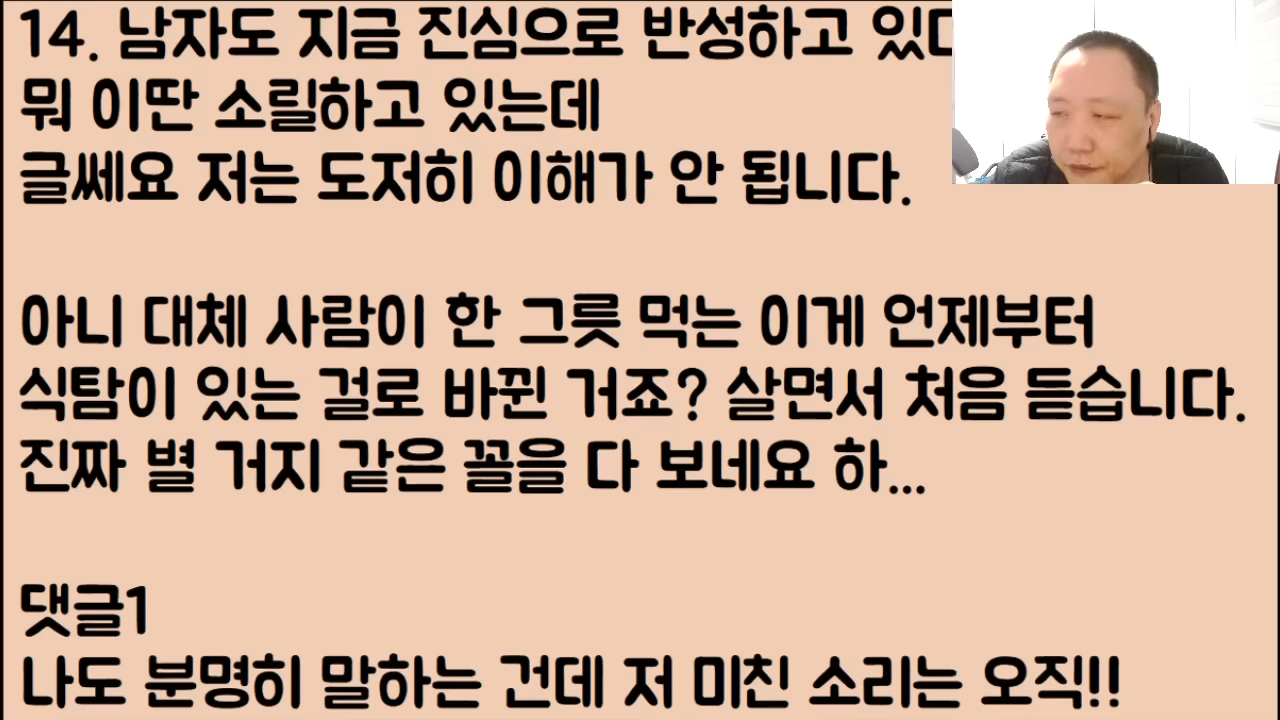 14. 남자도 지금 진심으로 반성하고 있다
뭐 이딴 소릴하고 있는데
글쎄요 저는 도저히 이해가 안 됩니다.
아니 대체 사람이 한 그릇 먹는 이게 언제부터
식탐이 있는 걸로 바뀐 거죠? 살면서 처음 듣습니다.
진짜 별 거지 같은 꼴을 다 보네요 하...
댓글1
나도 분명히 말하는 건데 저 미친 소리는 오직!!